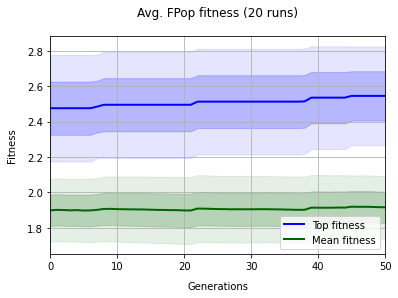 Avg. FPop fitness (20 runs)
2.8
2.6
2.4
2.2
2.0
1.8
Fitness
0 10 20 30 40 50
Generations
Top fitness
Mean fitness